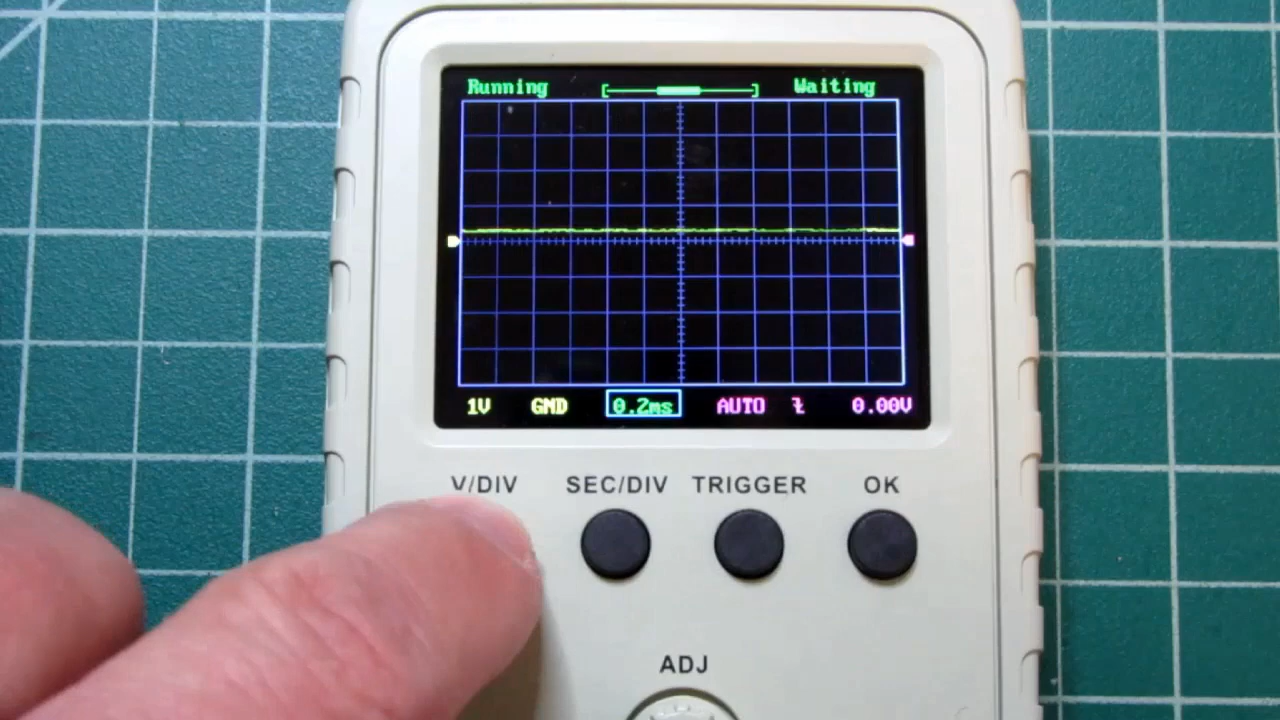 Running Waiting
1V GND 0.2ms AUTO 0.00V
V/DIV SEC/DIV TRIGGER OK
ADJ